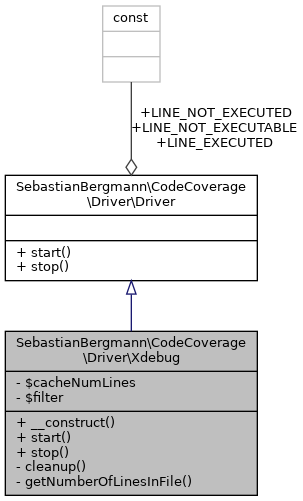 const
+LINE_NOT_EXECUTED
+LINE_NOT_EXECUTABLE
+LINE_EXECUTED
SebastianBergmann\CodeCoverage
\Driver\Driver
+ start()
+ stop()
SebastianBergmann\CodeCoverage
\Driver\Xdebug
- $cacheNumLines
- $filter
+ __construct()
+ start()
+ stop()
- cleanup()
- getNumberOfLinesInFile()